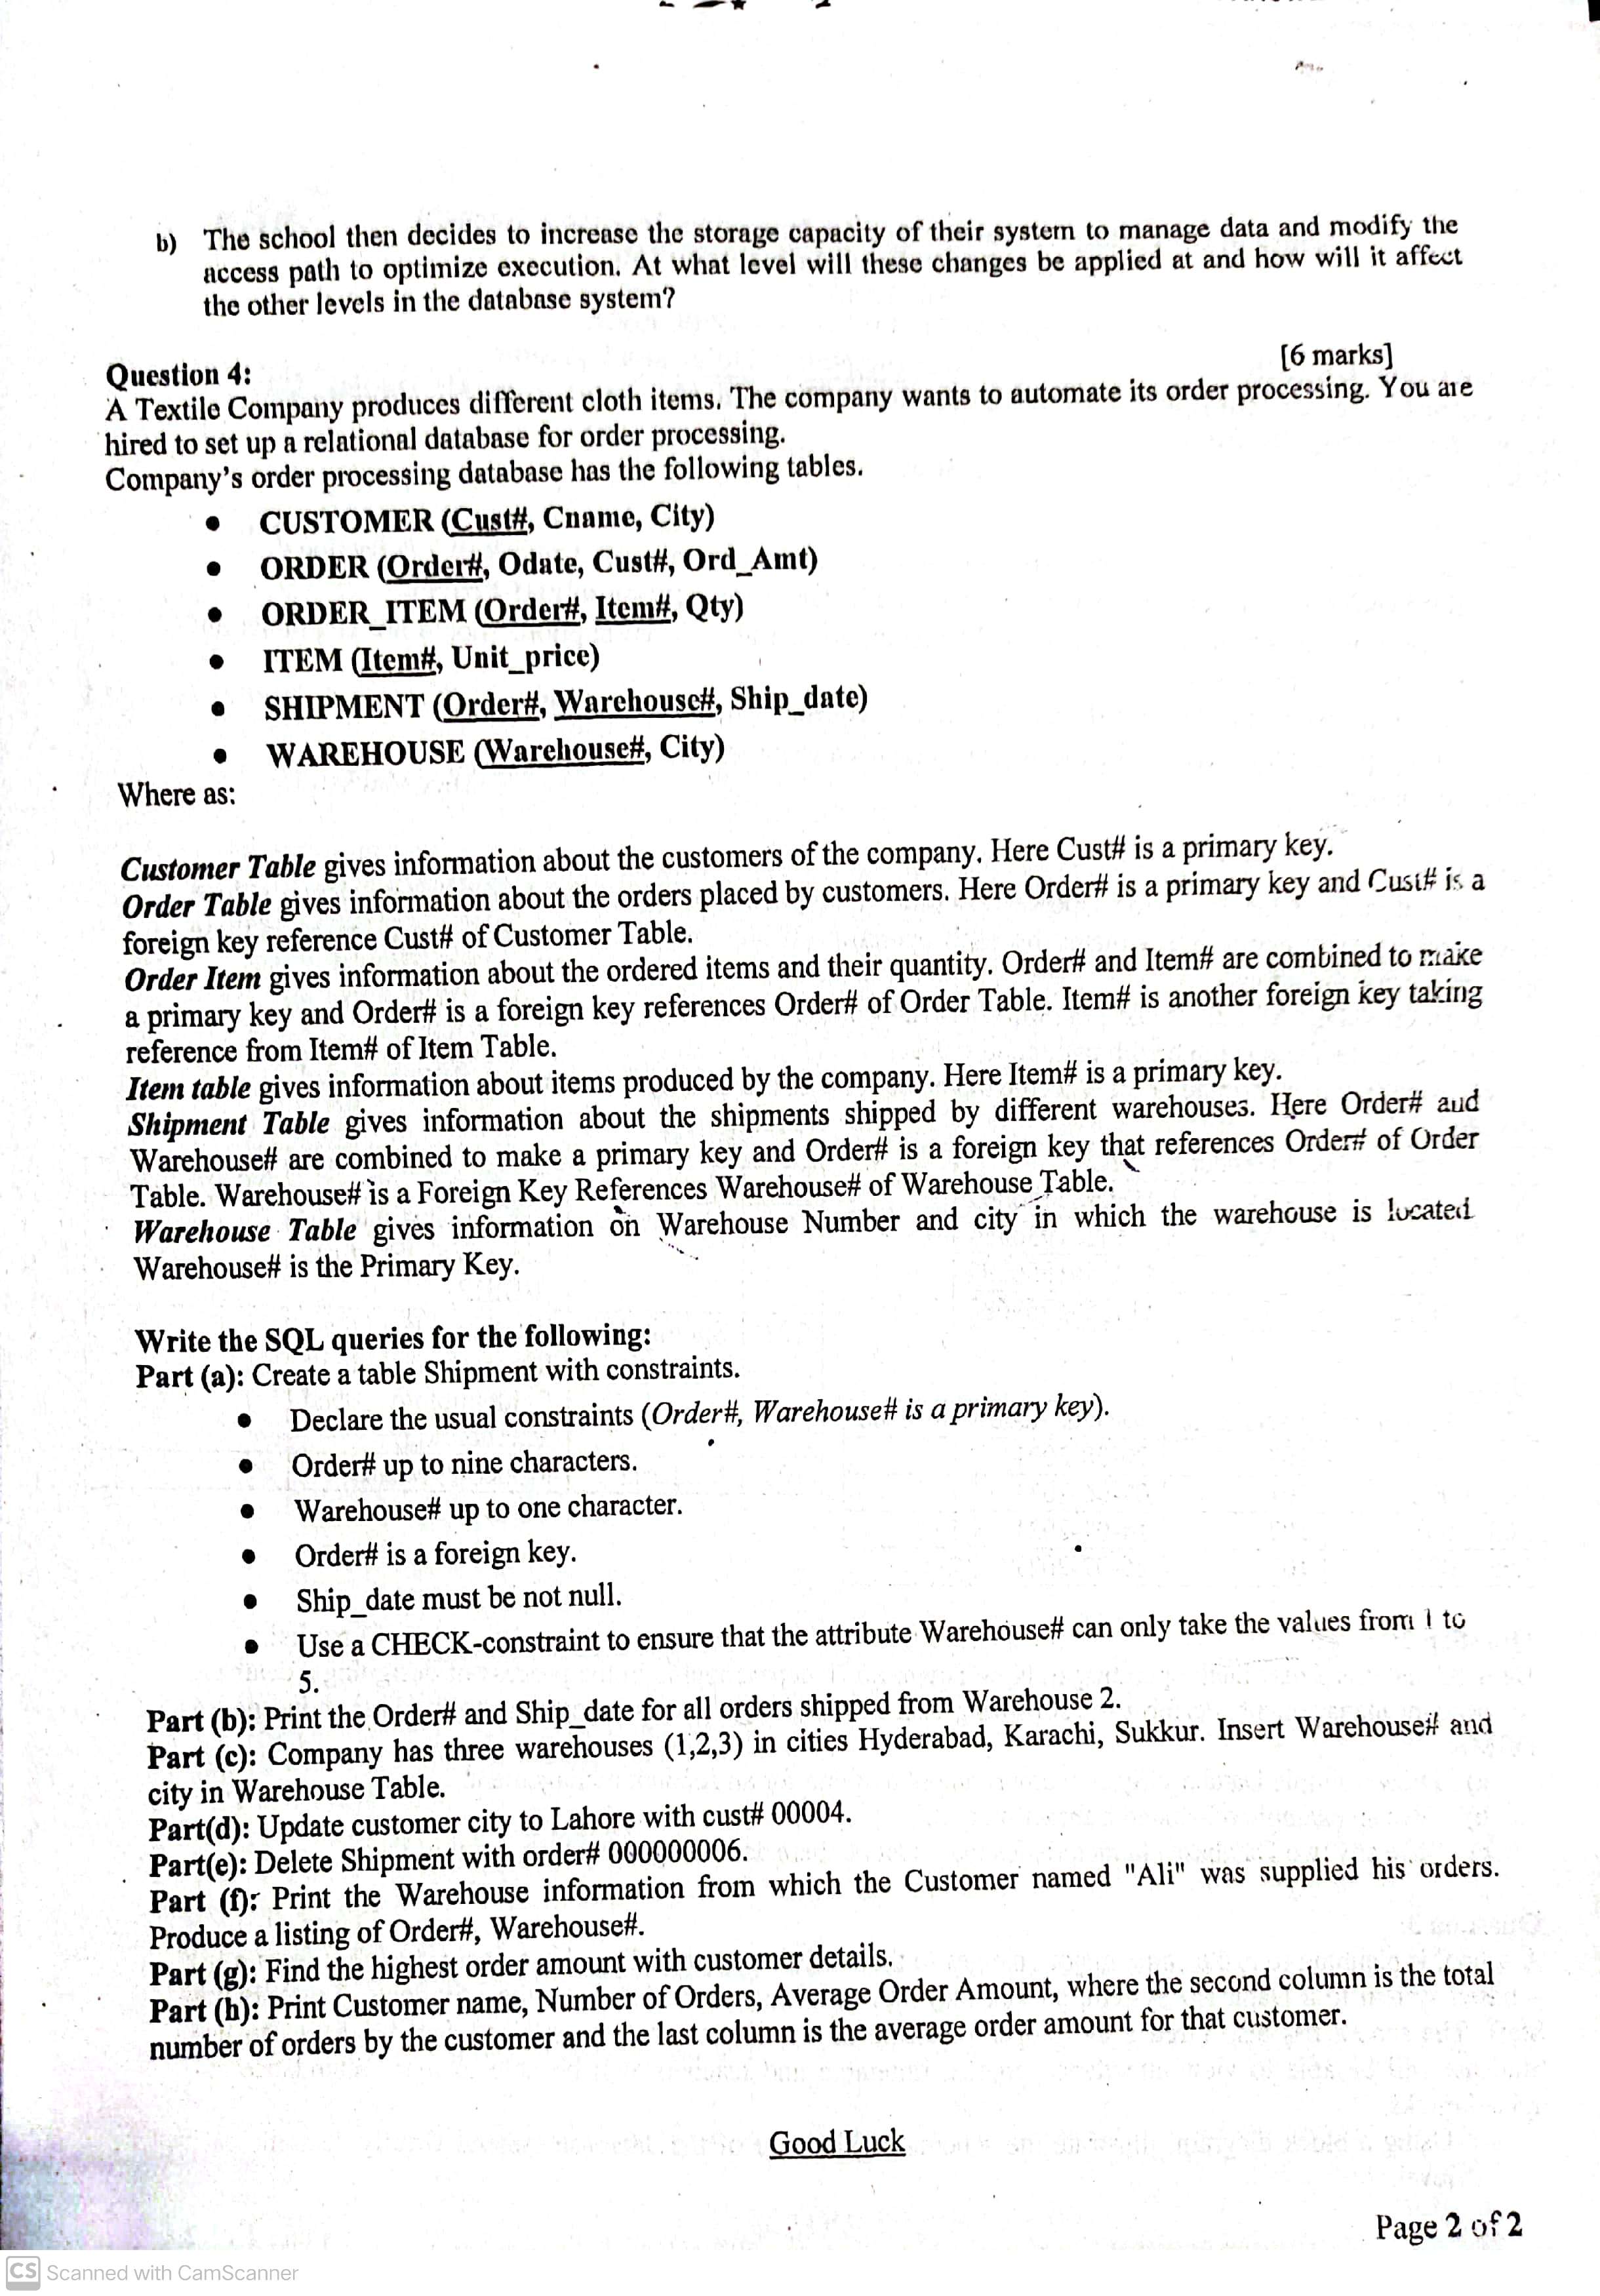 b) The school then decides to increase the storage capacity of their system to manage data and modify the
access path to optimize execution. At what level will these changes be applied at and how will it affect
the other levels in the database system?
[6 marks]
Question 4:
A Textile Company produces different cloth items. The company wants to automate its order processing. You are
hired to set up a relational database for order processing.
Company's order processing database has the following tables.
• CUSTOMER (Cust#, Cname, City)
• ORDER (Order#, Odate, Cust#, Ord_Amt)
• ORDER_ITEM (Order#, Item#, Qty)
• ITEM (Item#, Unit_price)
• SHIPMENT (Order#, Warehouse#, Ship_date)
• WAREHOUSE (Warehouse#, City)
Where as:
Customer Table gives information about the customers of the company. Here Cust# is a primary key.
Order Table gives information about the orders placed by customers. Here Order# is a primary key and Cust# is a
foreign key reference Cust# of Customer Table.
Order Item gives information about the ordered items and their quantity. Order# and Item# are combined to make
a primary key and Order# is a foreign key references Order# of Order Table. Item# is another foreign key taking
reference from Item# of Item Table.
Item table gives information about items produced by the company. Here Item# is a primary key.
Shipment Table gives information about the shipments shipped by different warehouses. Here Order# and
Warehouse# are combined to make a primary key and Order# is a foreign key that references Order# of Order
Table. Warehouse# is a Foreign Key References Warehouse# of Warehouse Table.
Warehouse Table gives information on Warehouse Number and city in which the warehouse is located
Warehouse# is the Primary Key.
Write the SQL queries for the following:
Part (a): Create a table Shipment with constraints.
• Declare the usual constraints (Order#, Warehouse# is a primary key).
• Order# up to nine characters.
• Warehouse# up to one character.
• Order# is a foreign key.
• Ship_date must be not null.
• Use a CHECK-constraint to ensure that the attribute Warehouse# can only take the values from 1 to
5.
Part (b): Print the Order# and Ship_date for all orders shipped from Warehouse 2.
Part (c): Company has three warehouses (1,2,3) in cities Hyderabad, Karachi, Sukkur. Insert Warehouse# and
city in Warehouse Table.
Part(d): Update customer city to Lahore with cust# 00004.
Part(e): Delete Shipment with order# 000000006.
Part (f): Print the Warehouse information from which the Customer named "Ali" was supplied his orders.
Produce a listing of Order#, Warehouse#.
Part (g): Find the highest order amount with customer details.
Part (h): Print Customer name, Number of Orders, Average Order Amount, where the second column is the total
number of orders by the customer and the last column is the average order amount for that customer.
Good Luck
Page 2 of 2
CS Scanned with CamScanner